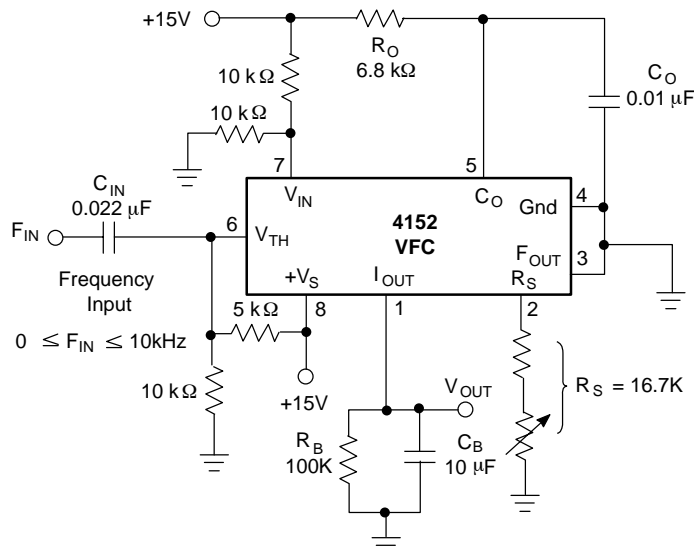 +15V
R_O
6.8 kΩ
10 kΩ
C_O
0.01 µF
10 kΩ
7
5
C_IN
0.022 µF
V_IN
C_O
4
Gnd
4152
VFC
F_IN
6
V_TH
F_OUT
3
Frequency
Input
+V_S
I_OUT
R_S
5 kΩ
8
1
2
0 ≤ F_IN ≤ 10kHz
10 kΩ
+15V
V_OUT
R_S = 16.7K
R_B
100K
C_B
10 µF